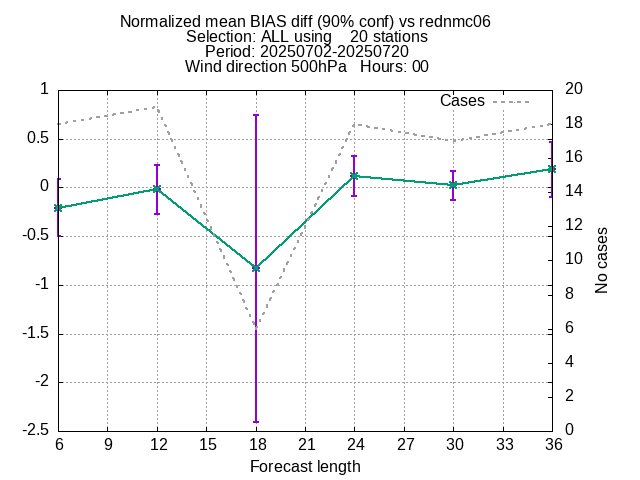 Normalized mean BIAS diff (90% conf) vs rednmc06
Selection: ALL using    20 stations
Period: 20250702-20250720
Wind direction 500hPa   Hours: 00
Cases
1
0.5
0
-0.5
-1
-1.5
-2
-2.5
20
18
16
14
12
10
8
6
4
2
0
No cases
6 9 12 15 18 21 24 27 30 33 36
Forecast length